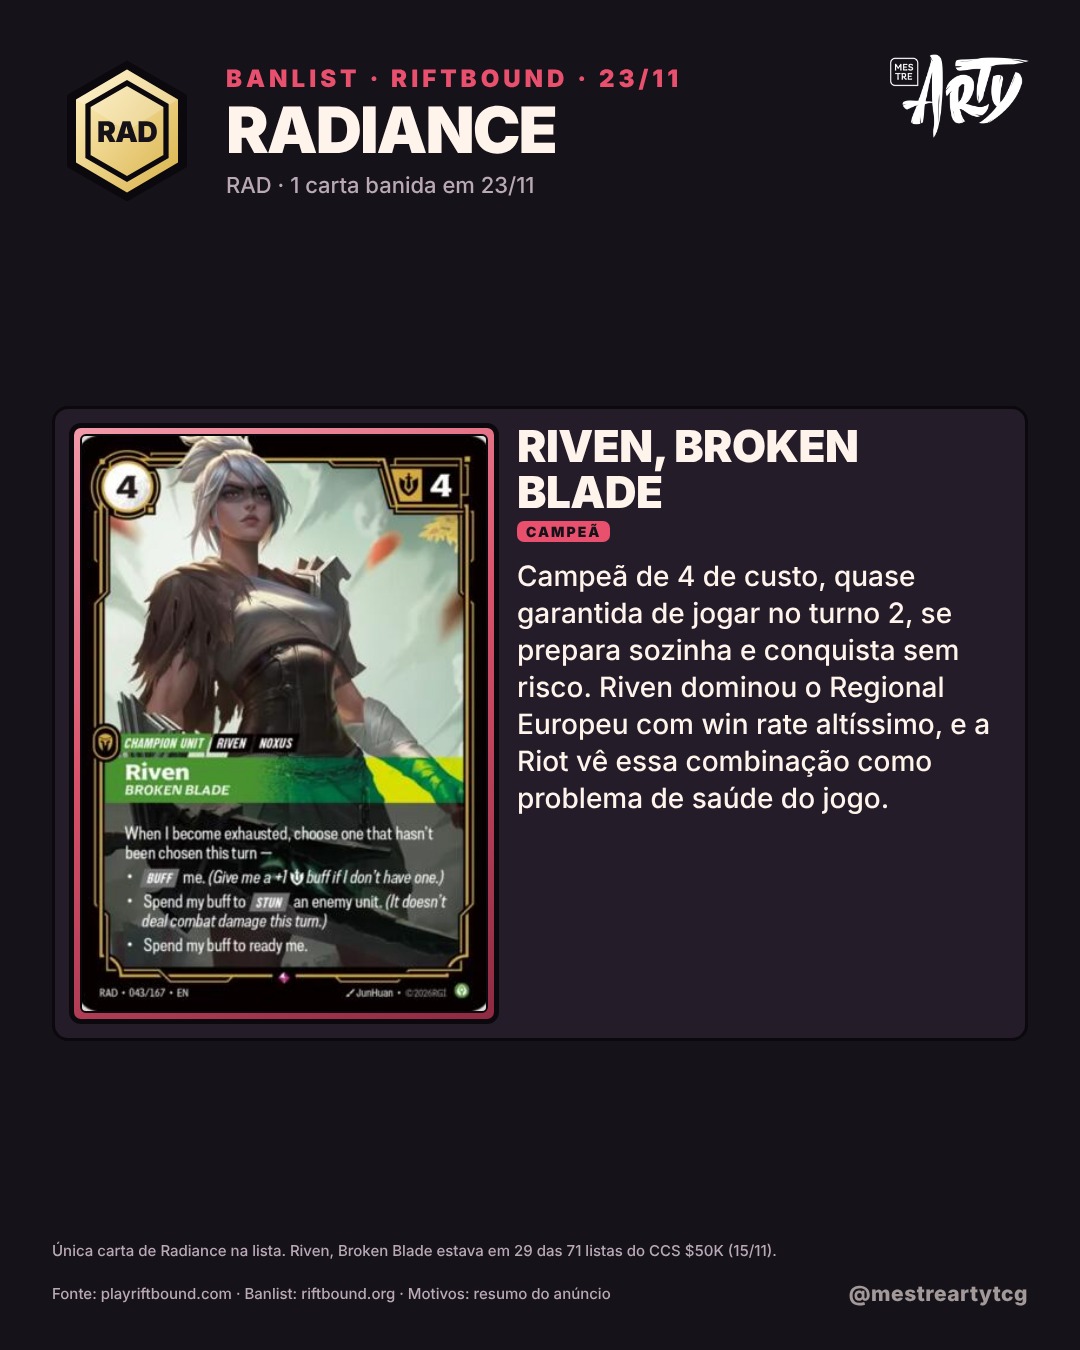 RAD
BANLIST · RIFTBOUND · 23/11
RADIANCE
RAD · 1 carta banida em 23/11
MES
TRE
ARTY
4
4
CHAMPION UNIT RIVEN NOXUS
Riven
BROKEN BLADE
When I become exhausted, choose one that hasn't
been chosen this turn —
• BUFF me. (Give me a +1 buff if I don't have one.)
• Spend my buff to STUN an enemy unit. (It doesn't
deal combat damage this turn.)
• Spend my buff to ready me.
RAD • 043/167 • EN
JunHuan • ©2026RGI
RIVEN, BROKEN
BLADE
CAMPEÃ
Campeã de 4 de custo, quase
garantida de jogar no turno 2, se
prepara sozinha e conquista sem
risco. Riven dominou o Regional
Europeu com win rate altíssimo, e a
Riot vê essa combinação como
problema de saúde do jogo.
Única carta de Radiance na lista. Riven, Broken Blade estava em 29 das 71 listas do CCS $50K (15/11).
Fonte: playriftbound.com · Banlist: riftbound.org · Motivos: resumo do anúncio
@mestreartytcg